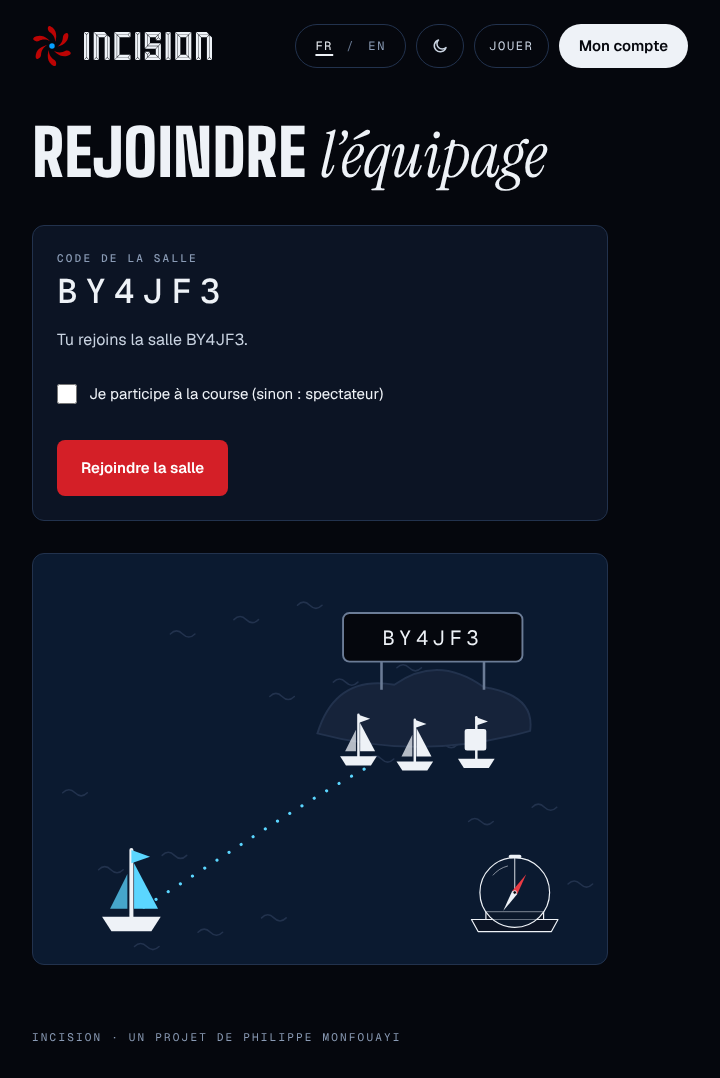 INCISION
FR / EN
JOUER
Mon compte
REJOINDRE l'équipage
CODE DE LA SALLE
BY4JF3
Tu rejoins la salle BY4JF3.
Je participe à la course (sinon : spectateur)
Rejoindre la salle
BY4JF3
INCISION · UN PROJET DE PHILIPPE MONFOUAYI